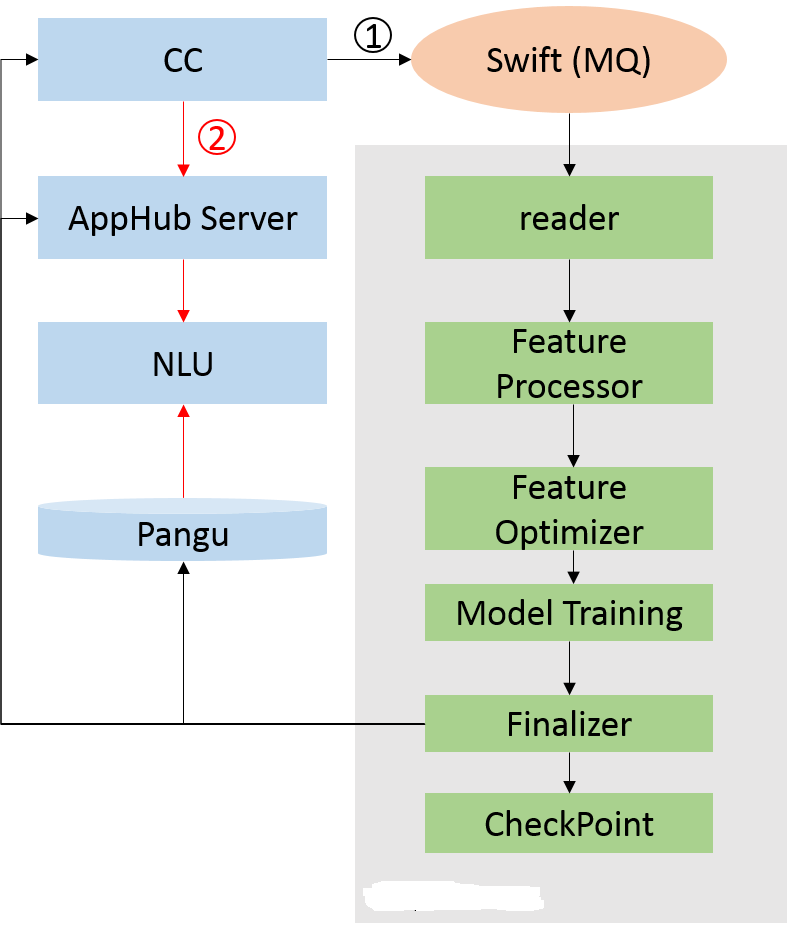 CC
①
Swift (MQ)
②
AppHub Server
reader
NLU
Feature
Processor
Feature
Optimizer
Pangu
Model Training
Finalizer
CheckPoint